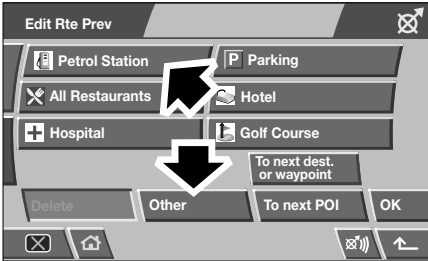 Edit Rte Prev
Petrol Station
P Parking
All Restaurants
Hotel
Hospital
Golf Course
To next dest.
or waypoint
Delete
Other
To next POI
OK